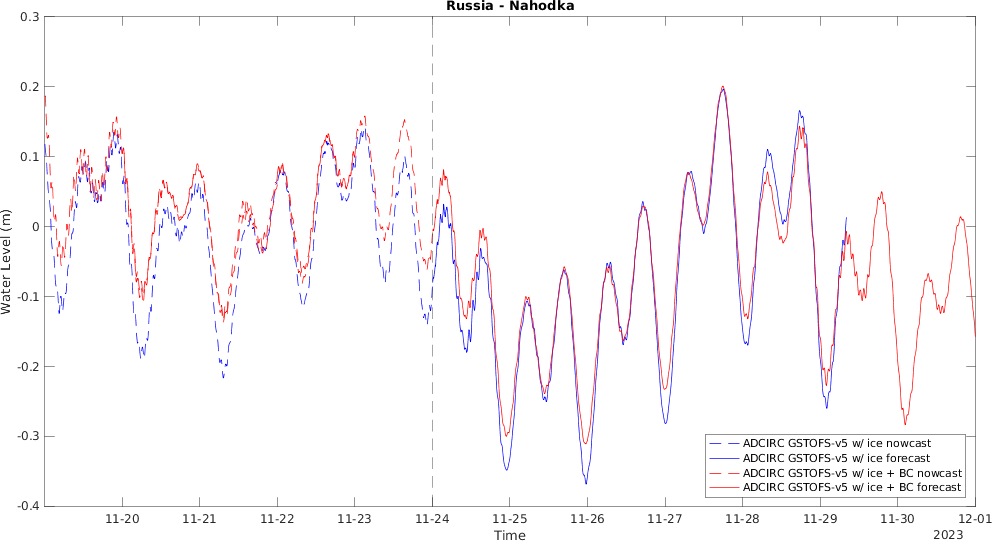 Russia - Nahodka
0.3
0.2
0.1
0
-0.1
-0.2
-0.3
-0.4
Water Level (m)
11-20 11-21 11-22 11-23 11-24 11-25 11-26 11-27 11-28 11-29 11-30 12-01
Time
2023
ADCIRC GSTOFS-v5 w/ ice nowcast
ADCIRC GSTOFS-v5 w/ ice forecast
ADCIRC GSTOFS-v5 w/ ice + BC nowcast
ADCIRC GSTOFS-v5 w/ ice + BC forecast